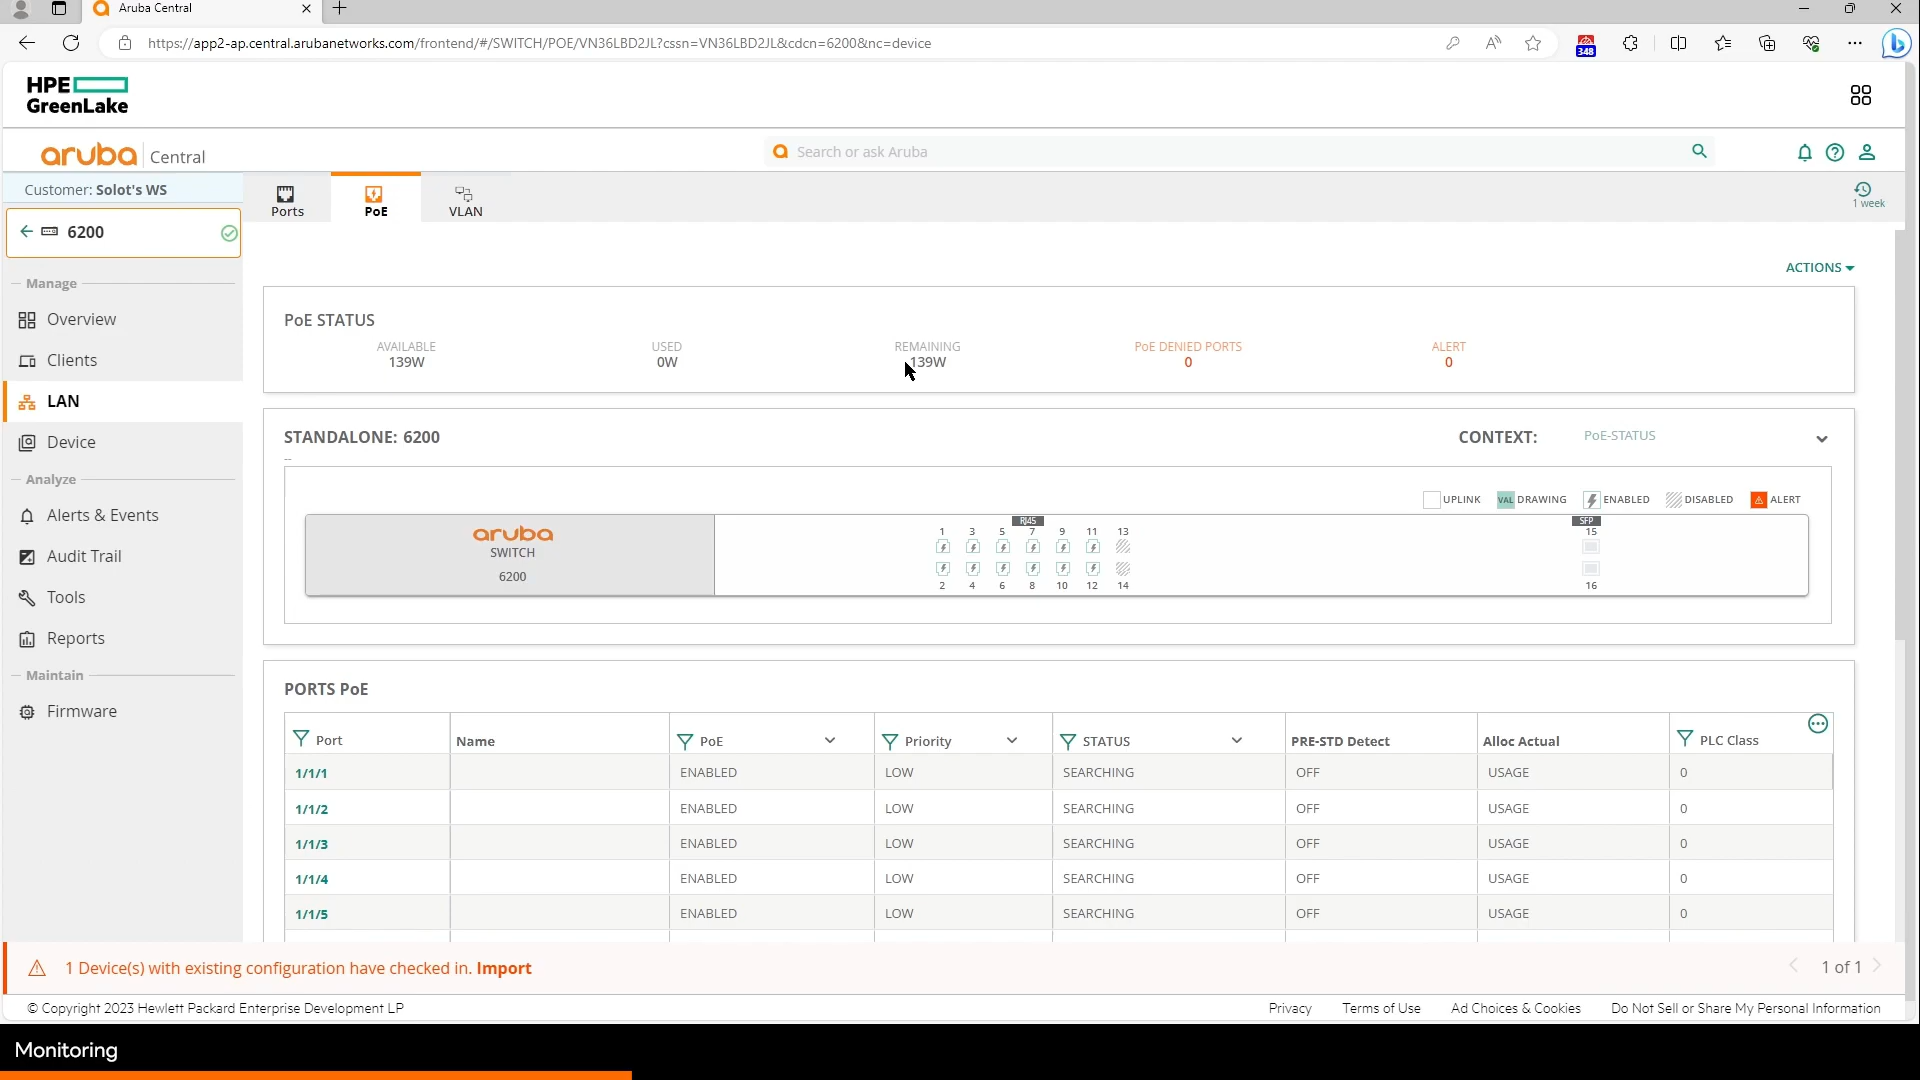 Aruba Central
https://app2-ap.central.arubanetworks.com/frontend/#/SWITCH/POE/VN36LBD2JL?cssn=VN36LBD2JL&cdcn=6200&nc=device
348
HPE
GreenLake
aruba Central
Search or ask Aruba
Customer: Solot's WS
6200
Manage
Overview
Clients
LAN
Device
Analyze
Alerts & Events
Audit Trail
Tools
Reports
Maintain
Firmware
Ports
PoE
VLAN
1 week
ACTIONS
PoE STATUS
AVAILABLE USED REMAINING PoE DENIED PORTS ALERT
139W 0W 139W 0 0
STANDALONE: 6200 CONTEXT: PoE-STATUS
--
UPLINK VAL DRAWING ENABLED DISABLED ALERT
aruba
SWITCH
6200
RJ45 SFP
1 3 5 7 9 11 13 15
2 4 6 8 10 12 14 16
PORTS PoE
Port Name PoE Priority STATUS PRE-STD Detect Alloc Actual PLC Class
1/1/1 ENABLED LOW SEARCHING OFF USAGE 0
1/1/2 ENABLED LOW SEARCHING OFF USAGE 0
1/1/3 ENABLED LOW SEARCHING OFF USAGE 0
1/1/4 ENABLED LOW SEARCHING OFF USAGE 0
1/1/5 ENABLED LOW SEARCHING OFF USAGE 0
1 Device(s) with existing configuration have checked in. Import
1 of 1
© Copyright 2023 Hewlett Packard Enterprise Development LP
Privacy Terms of Use Ad Choices & Cookies Do Not Sell or Share My Personal Information
Monitoring